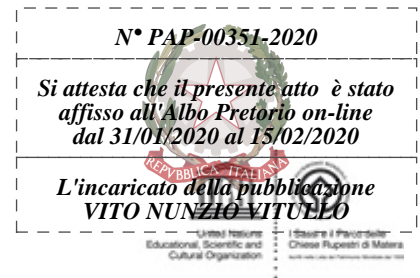 N° PAP-00351-2020
Si attesta che il presente atto è stato
affisso all'Albo Pretorio on-line
dal 31/01/2020 al 15/02/2020
REPVBBLICA ITALIANA
L'incaricato della pubblicazione
VITO NUNZIO VITULLO
United Nations
Educational, Scientific and
Cultural Organization
I Sassi e il Parco delle
Chiese Rupestri di Matera